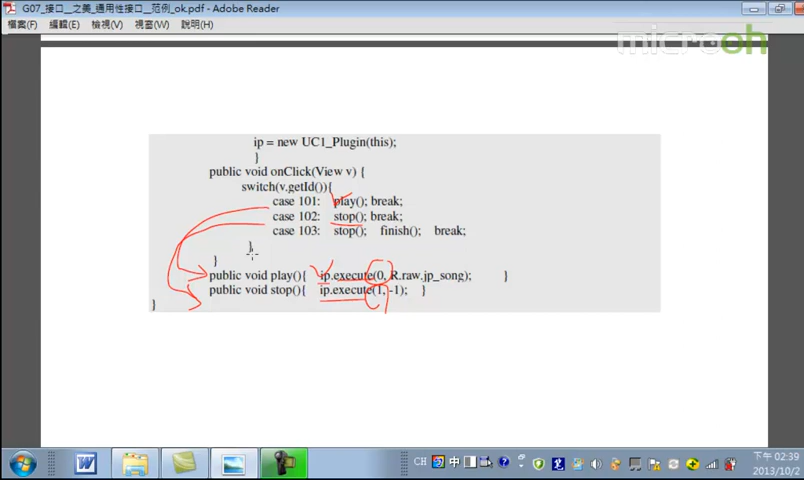 G07_接口__之美_通用性接口__范例_ok.pdf - Adobe Reader
檔案(F) 編輯(E) 檢視(V) 視窗(W) 說明(H)
microoh
ip = new UC1_Plugin(this);
}
public void onClick(View v) {
switch(v.getId()){
case 101: play(); break;
case 102: stop(); break;
case 103: stop(); finish(); break;
}
}
public void play(){ ip.execute(0, R.raw.jp_song); }
public void stop(){ ip.execute(1, -1); }
}
CH 中
下午 02:39
2013/10/2